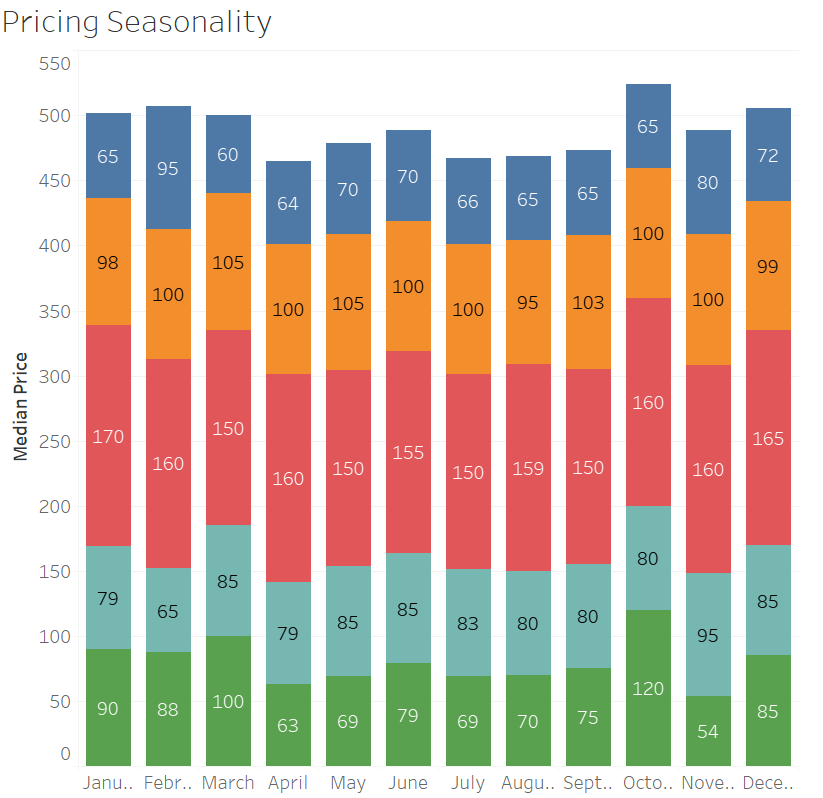 Pricing Seasonality
Median Price
550
500
450
400
350
300
250
200
150
100
50
0
65 95 60 64 70 70 66 65 65 65 80 72
98 100 105 100 105 100 100 95 103 100 100 99
170 160 150 160 150 155 150 159 150 160 160 165
79 65 85 79 85 85 83 80 80 80 95 85
90 88 100 63 69 79 69 70 75 120 54 85
Janu.. Febr.. March April May June July Augu.. Sept.. Octo.. Nove.. Dece..